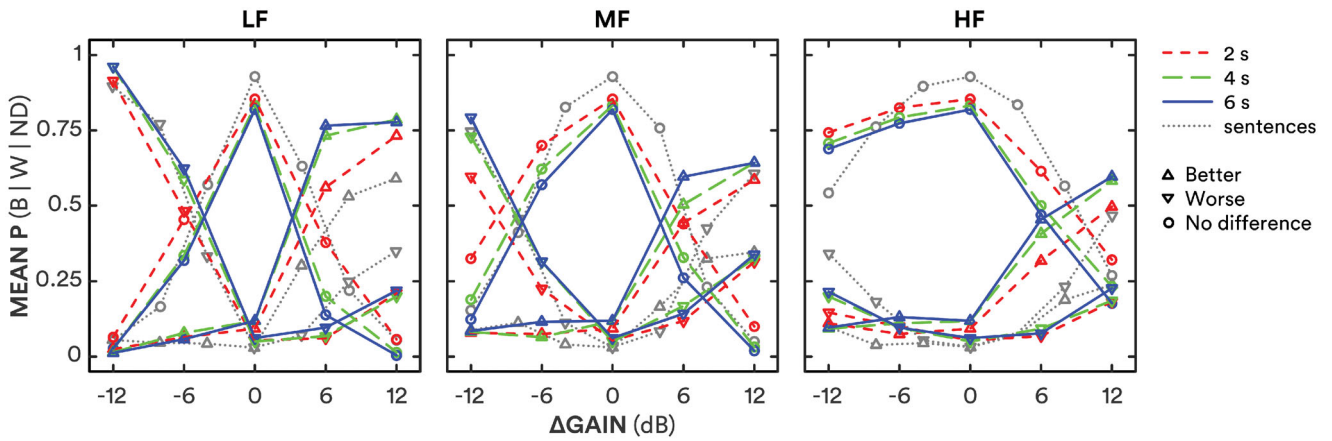 LF MF HF
MEAN P (B | W | ND)
1
0.75
0.5
0.25
0
-12 -6 0 6 12 -12 -6 0 6 12 -12 -6 0 6 12
ΔGAIN (dB)
2 s
4 s
6 s
sentences
Better
Worse
No difference